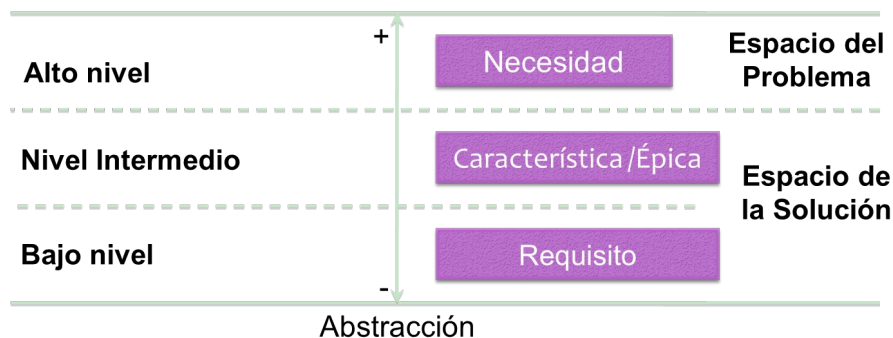 +
Alto nivel
Necesidad
Espacio del
Problema
Nivel Intermedio
Característica/Épica
Espacio de
la Solución
Bajo nivel
Requisito
-
Abstracción